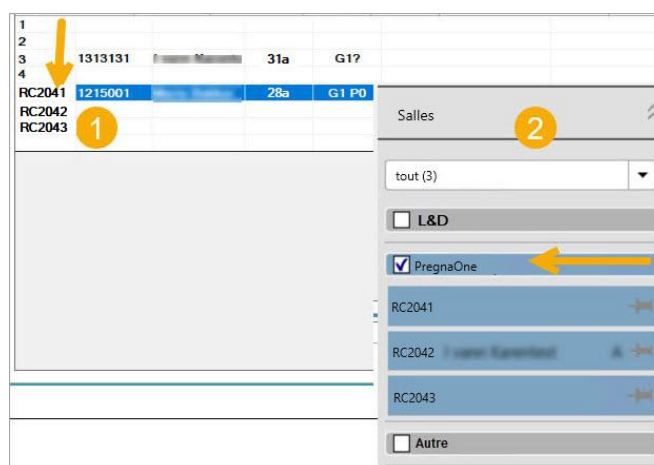 1
2
3 1313131 31a G1?
4
RC2041 1215001 28a G1 P0
RC2042
RC2043
1
Salles
2
tout (3)
L&D
PregnaOne
RC2041
RC2042 A
RC2043
Autre